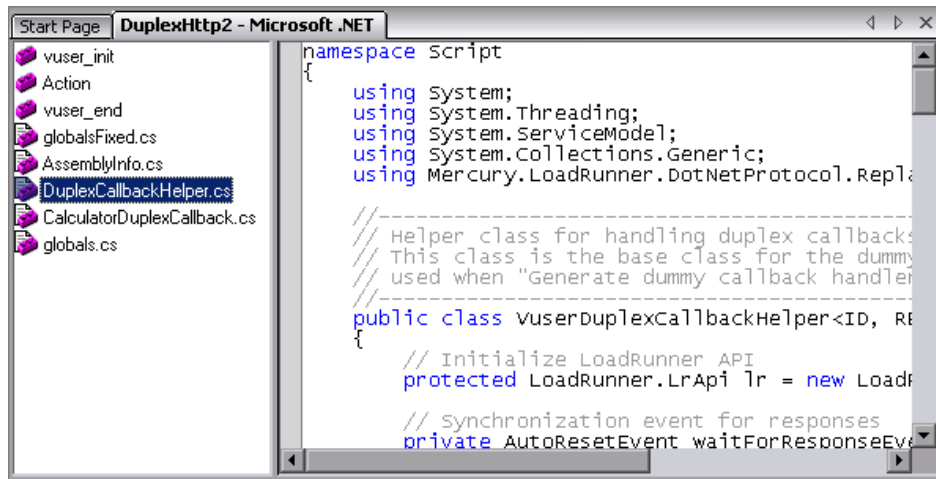 Start Page DuplexHttp2 - Microsoft .NET
vuser_init
Action
vuser_end
globalsFixed.cs
AssemblyInfo.cs
DuplexCallbackHelper.cs
CalculatorDuplexCallback.cs
globals.cs
namespace Script
{
using System;
using System.Threading;
using System.ServiceModel;
using System.Collections.Generic;
using Mercury.LoadRunner.DotNetProtocol.Repla
//--------------------------------------------
// Helper class for handling duplex callbacks
// This class is the base class for the dummy
// used when "Generate dummy callback handler
//--------------------------------------------
public class VuserDuplexCallbackHelper<ID, RE
{
// Initialize LoadRunner API
protected LoadRunner.LrApi lr = new LoadR
// Synchronization event for responses
private AutoResetEvent waitForResponseEve